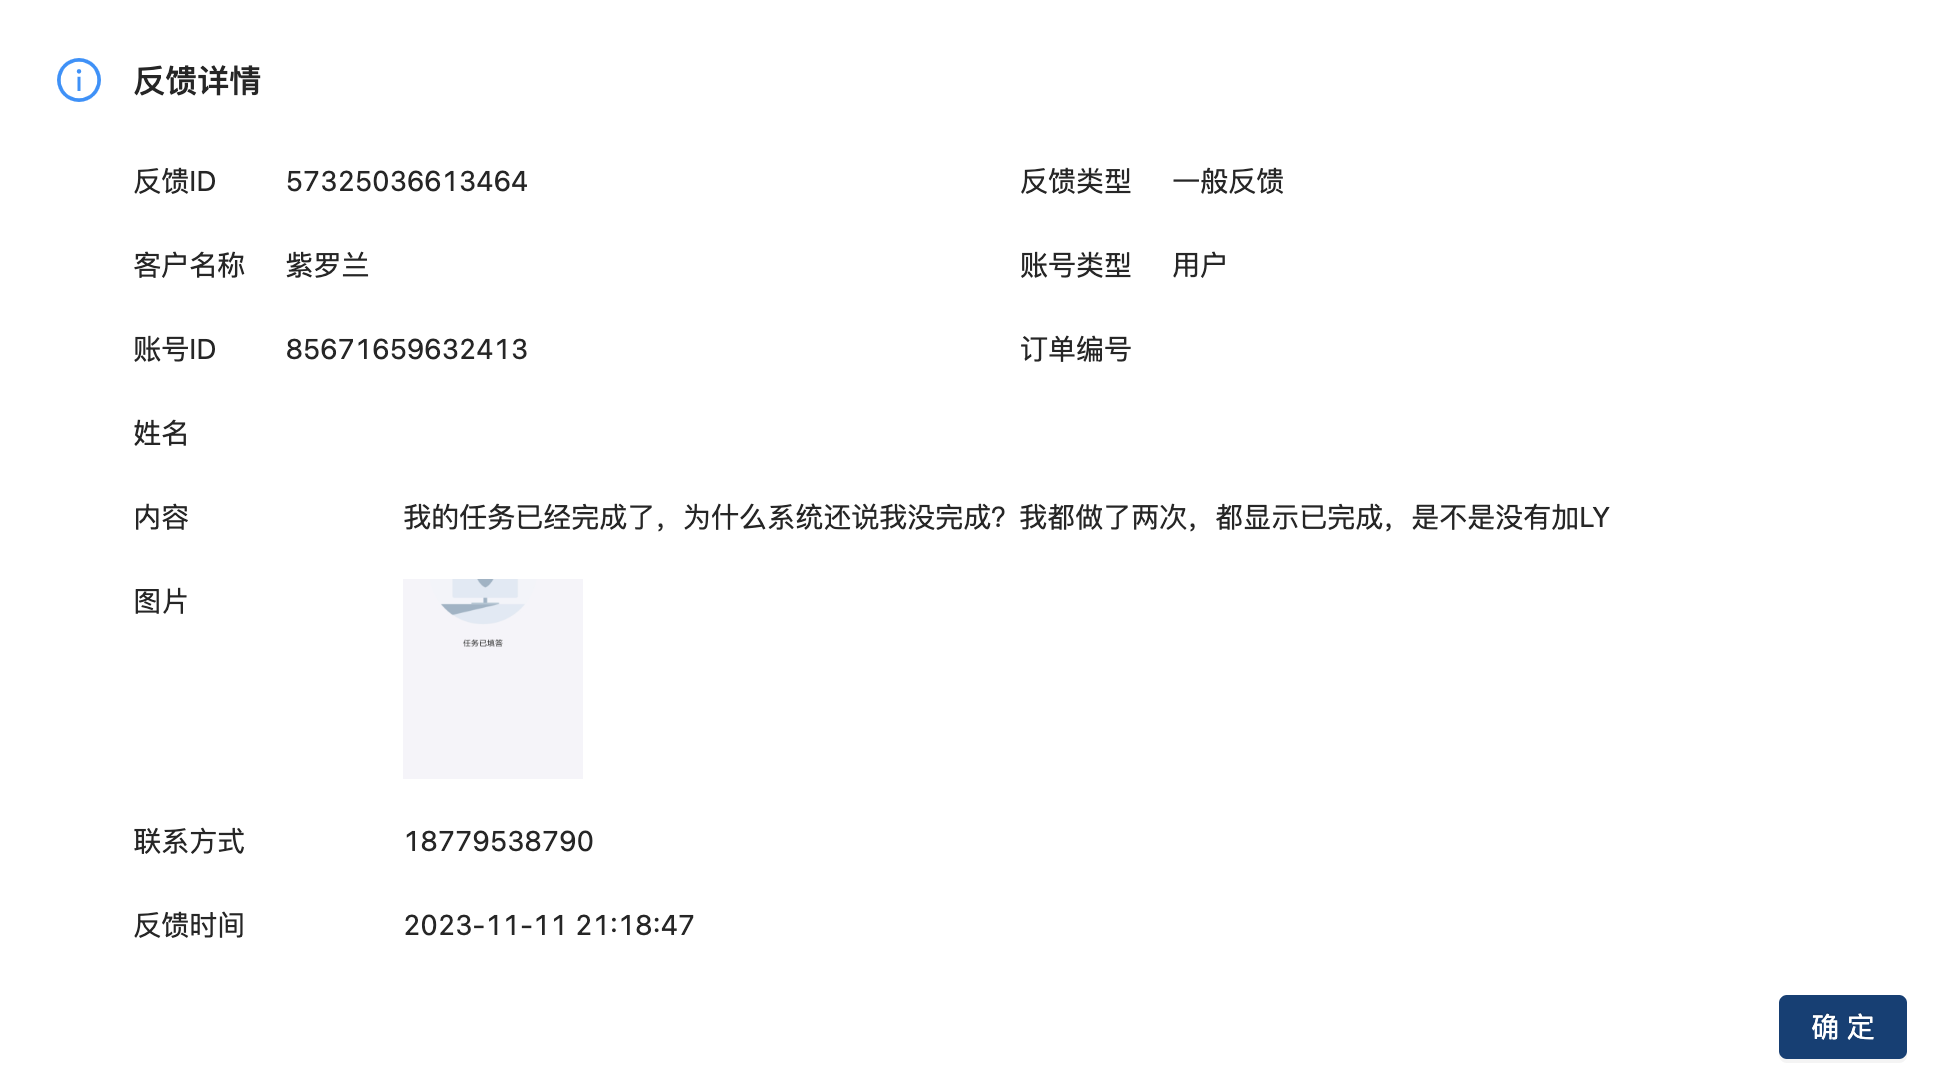 反馈详情
反馈ID 57325036613464 反馈类型 一般反馈
客户名称 紫罗兰 账号类型 用户
账号ID 85671659632413 订单编号
姓名
内容 我的任务已经完成了，为什么系统还说我没完成？我都做了两次，都显示已完成，是不是没有加LY
图片
任务已填答
联系方式 18779538790
反馈时间 2023-11-11 21:18:47
确定